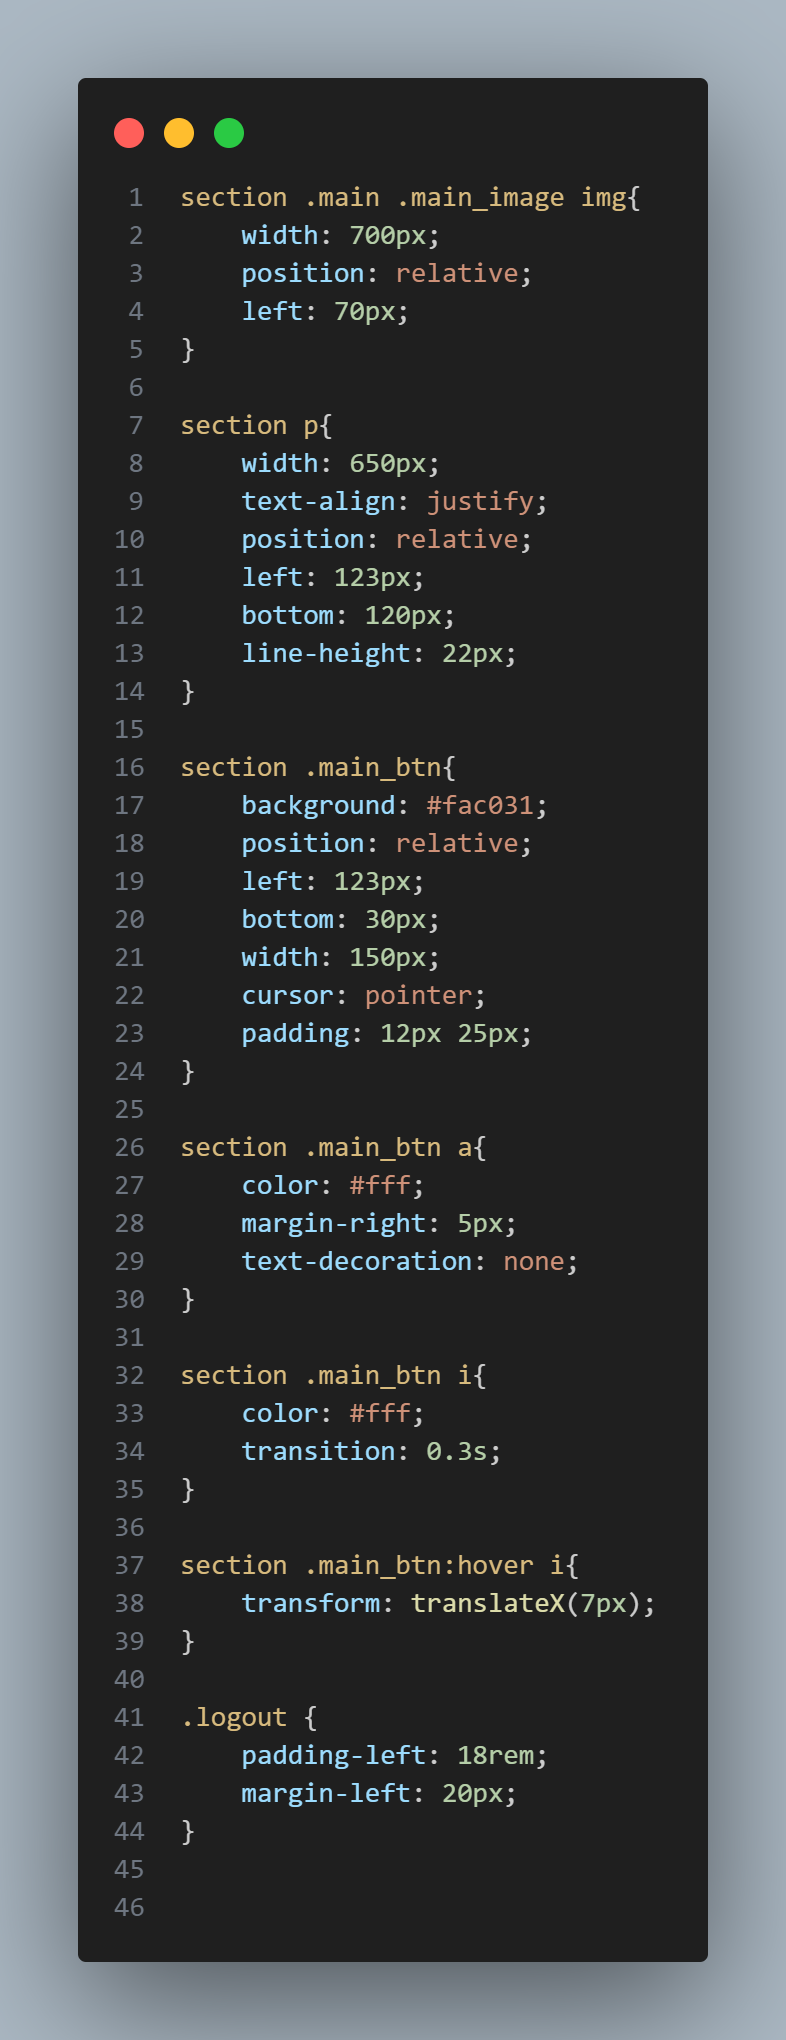 1 section .main .main_image img{
2     width: 700px;
3     position: relative;
4     left: 70px;
5 }
6
7 section p{
8     width: 650px;
9     text-align: justify;
10     position: relative;
11     left: 123px;
12     bottom: 120px;
13     line-height: 22px;
14 }
15
16 section .main_btn{
17     background: #fac031;
18     position: relative;
19     left: 123px;
20     bottom: 30px;
21     width: 150px;
22     cursor: pointer;
23     padding: 12px 25px;
24 }
25
26 section .main_btn a{
27     color: #fff;
28     margin-right: 5px;
29     text-decoration: none;
30 }
31
32 section .main_btn i{
33     color: #fff;
34     transition: 0.3s;
35 }
36
37 section .main_btn:hover i{
38     transform: translateX(7px);
39 }
40
41 .logout {
42     padding-left: 18rem;
43     margin-left: 20px;
44 }
45
46